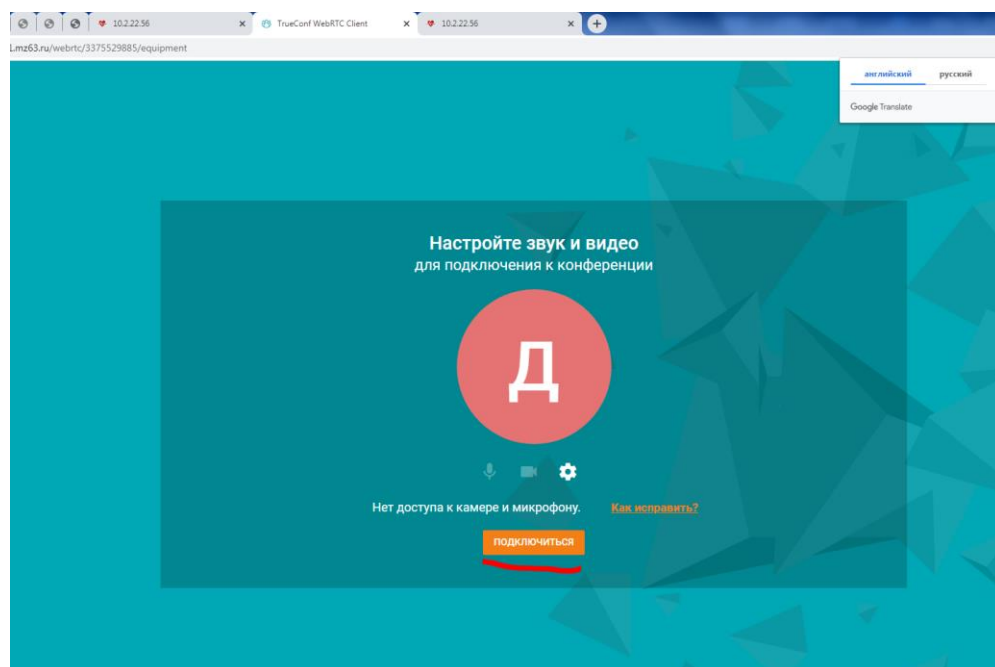 10.2.22.56
TrueConf WebRTC Client
10.2.22.56
.mz63.ru/webrtc/3375529885/equipment
английский русский
Google Translate
Настройте звук и видео
для подключения к конференции
Д
Нет доступа к камере и микрофону. Как исправить?
ПОДКЛЮЧИТЬСЯ